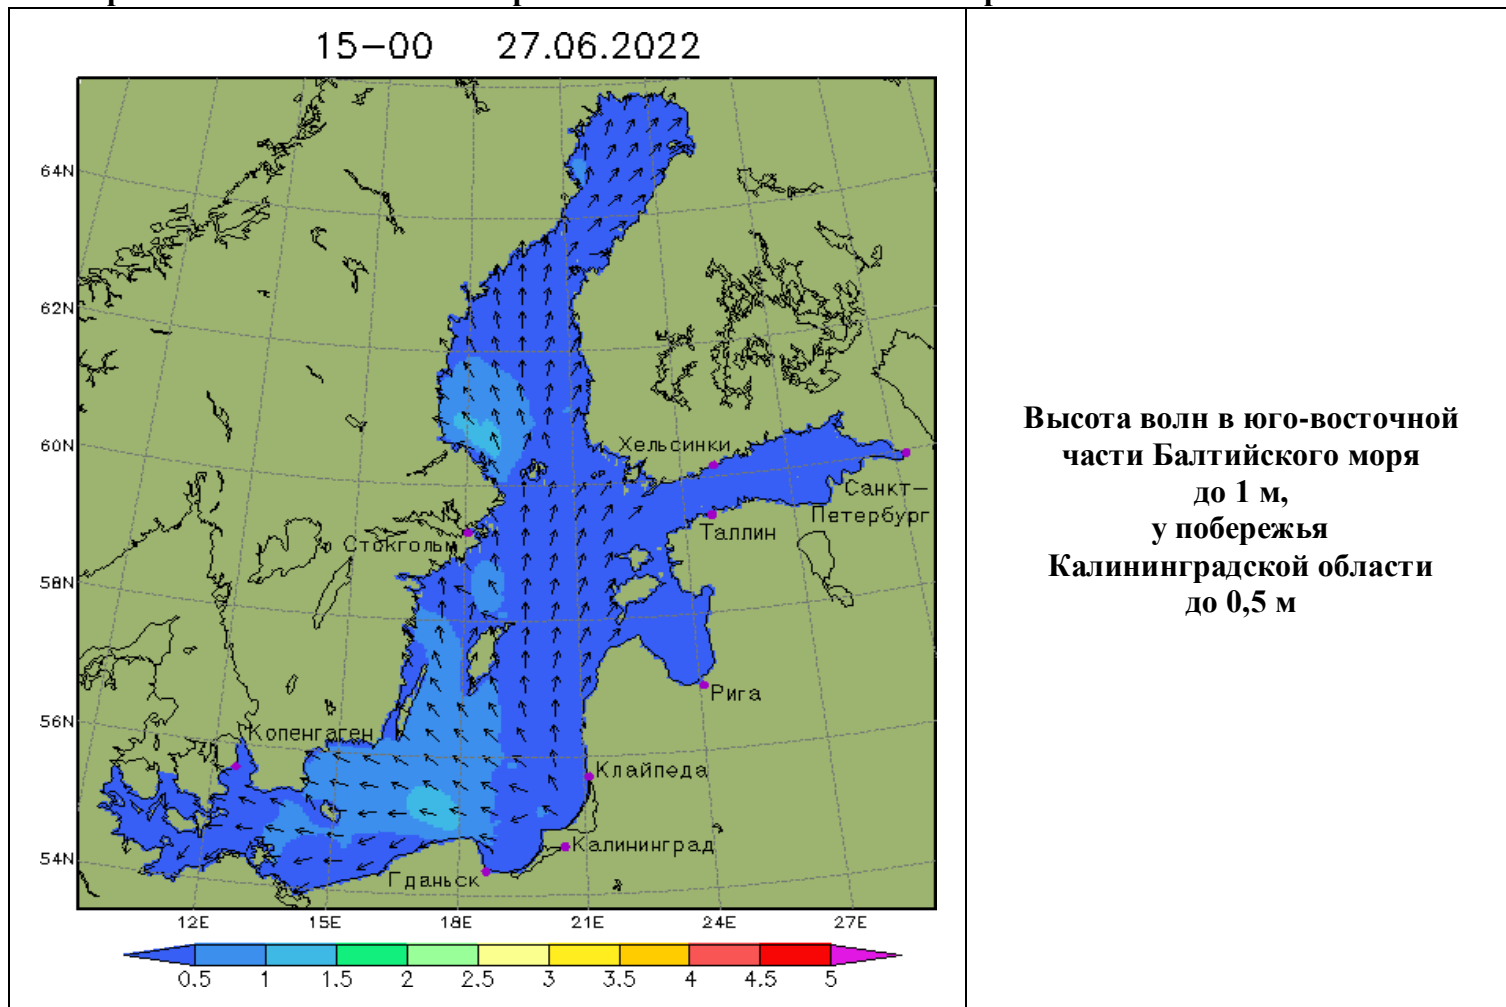 15-00 27.06.2022
64N
62N
60N
58N
56N
54N
Хельсинки
Санкт-
Петербург
Таллин
Стокгольм
Рига
Копенгаген
Клайпеда
Калининград
Гданьск
12E 15E 18E 21E 24E 27E
0.5 1 1.5 2 2.5 3 3.5 4 4.5 5
Высота волн в юго-восточной
части Балтийского моря
до 1 м,
у побережья
Калининградской области
до 0,5 м